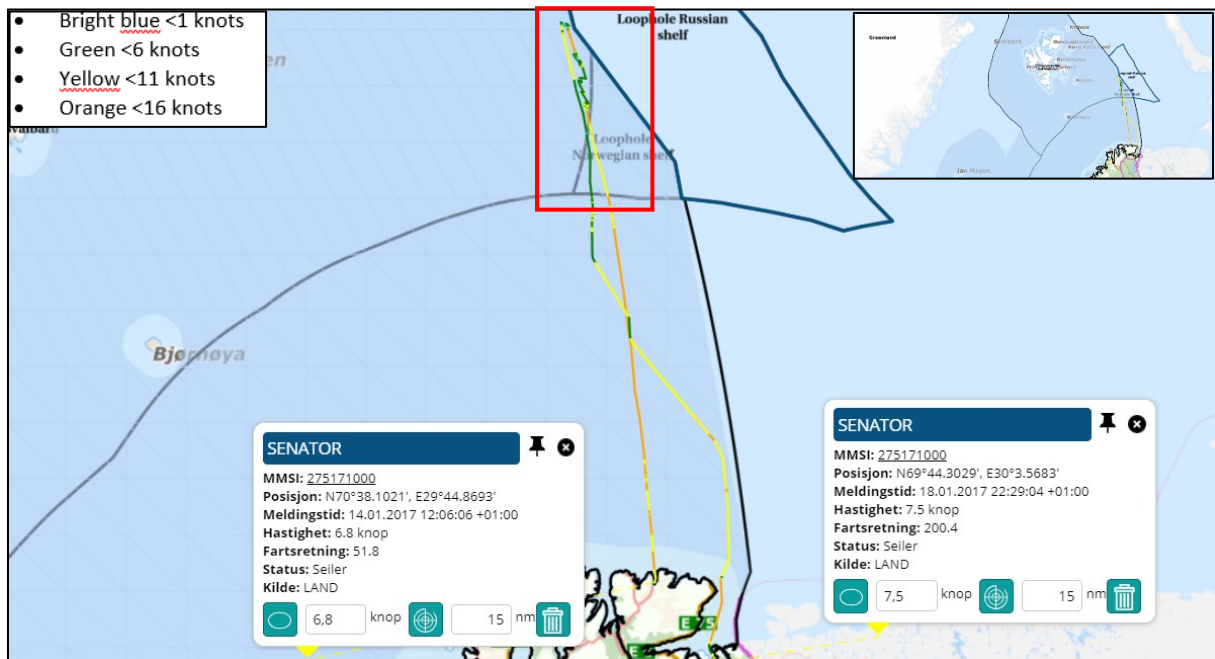 Bright blue <1 knots
Green <6 knots
Yellow <11 knots
Orange <16 knots
Loophole Russian
shelf
Greenland
Svalbard
Loophole
Norwegian shelf
Jan Mayen
Bjørnøya
SENATOR
MMSI: 275171000
Posisjon: N70°38.1021', E29°44.8693'
Meldingstid: 14.01.2017 12:06:06 +01:00
Hastighet: 6.8 knop
Fartsretning: 51.8
Status: Seiler
Kilde: LAND
6,8 knop 15 nm
SENATOR
MMSI: 275171000
Posisjon: N69°44.3029', E30°3.5683'
Meldingstid: 18.01.2017 22:29:04 +01:00
Hastighet: 7.5 knop
Fartsretning: 200.4
Status: Seiler
Kilde: LAND
7,5 knop 15 nm
E 75
E